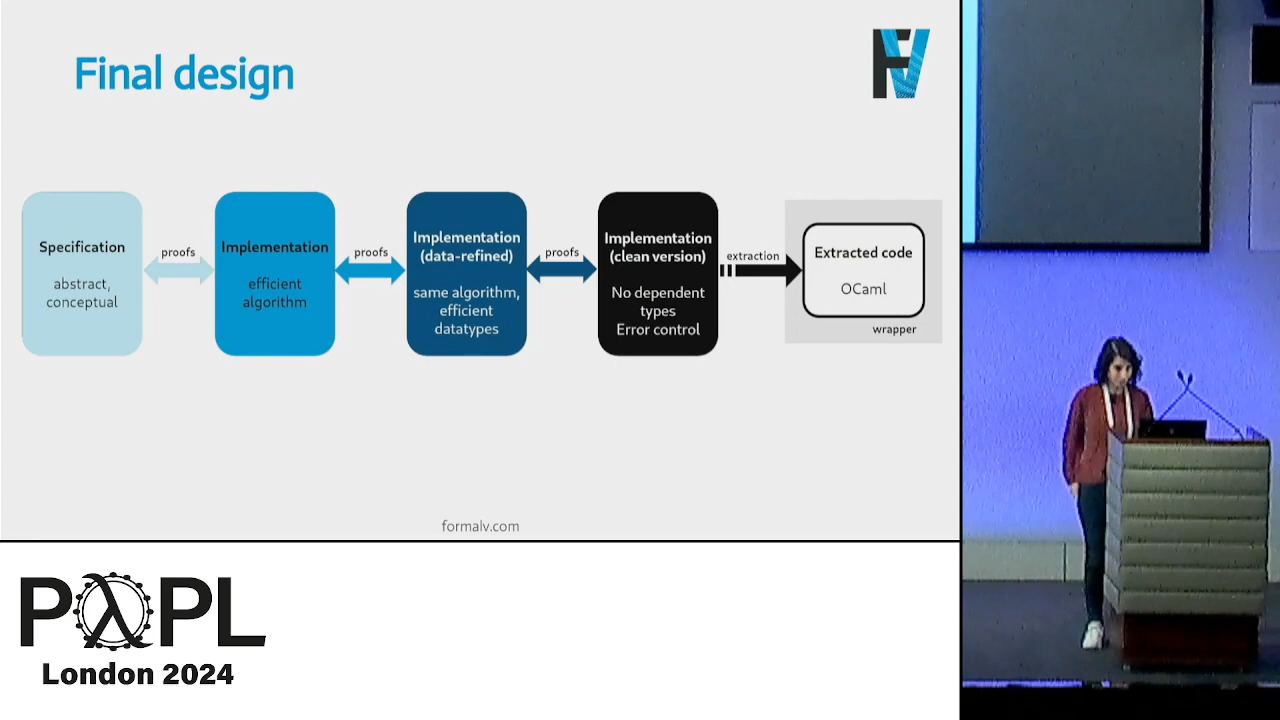 Final design
FV
Specification
abstract,
conceptual
proofs
Implementation
efficient
algorithm
proofs
Implementation
(data-refined)
same algorithm,
efficient
datatypes
proofs
Implementation
(clean version)
No dependent
types
Error control
extraction
Extracted code
OCaml
wrapper
formalv.com
PλPL
London 2024